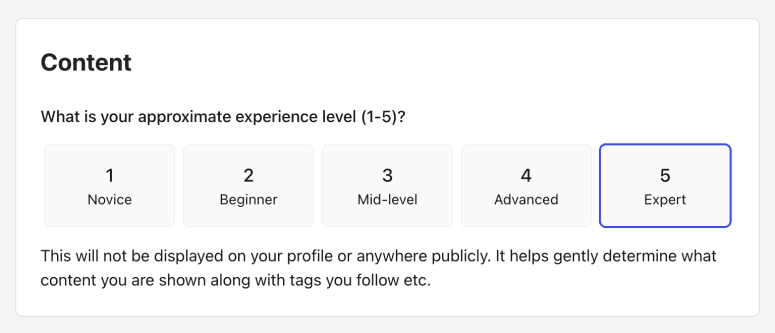 Content
What is your approximate experience level (1-5)?
1 2 3 4 5
Novice Beginner Mid-level Advanced Expert
This will not be displayed on your profile or anywhere publicly. It helps gently determine what
content you are shown along with tags you follow etc.